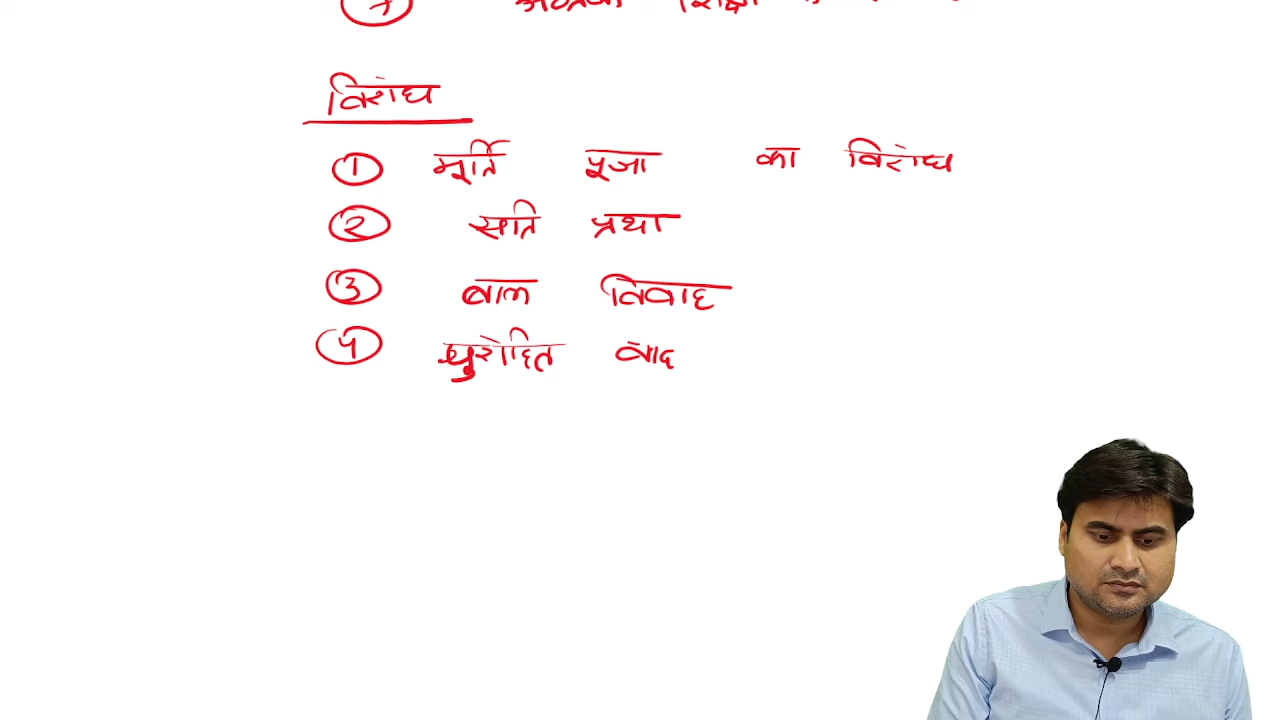 विरोध
① मूर्ति पूजा का विरोध
② सति प्रथा
③ बाल विवाह
④ पुरोहित वाद